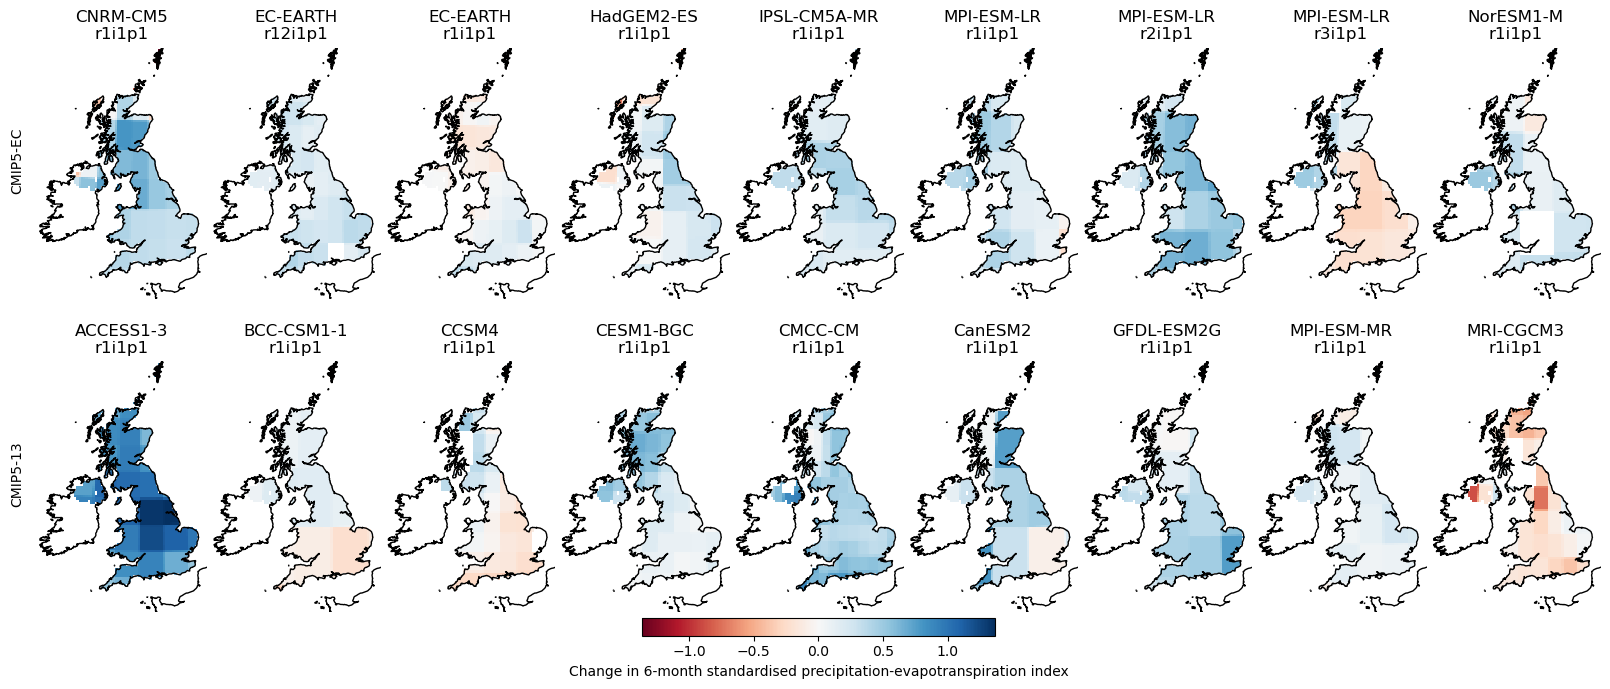 CNRM-CM5
r1i1p1
EC-EARTH
r12i1p1
EC-EARTH
r1i1p1
HadGEM2-ES
r1i1p1
IPSL-CM5A-MR
r1i1p1
MPI-ESM-LR
r1i1p1
MPI-ESM-LR
r2i1p1
MPI-ESM-LR
r3i1p1
NorESM1-M
r1i1p1
CMIP5-EC
ACCESS1-3
r1i1p1
BCC-CSM1-1
r1i1p1
CCSM4
r1i1p1
CESM1-BGC
r1i1p1
CMCC-CM
r1i1p1
CanESM2
r1i1p1
GFDL-ESM2G
r1i1p1
MPI-ESM-MR
r1i1p1
MRI-CGCM3
r1i1p1
CMIP5-13
−1.0 −0.5 0.0 0.5 1.0
Change in 6-month standardised precipitation-evapotranspiration index